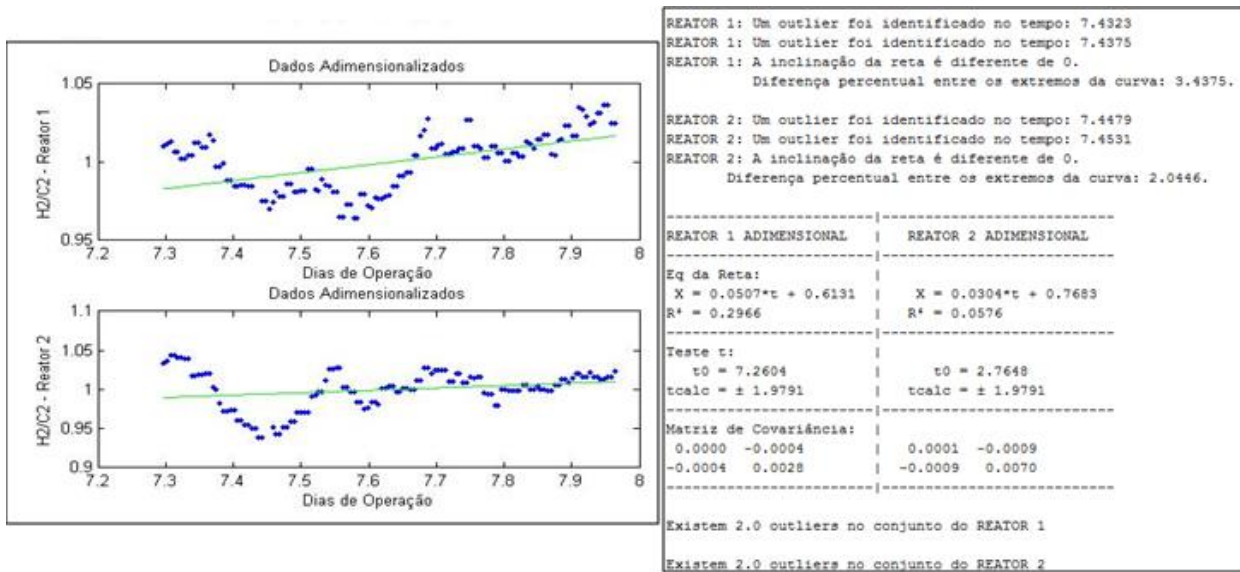 Dados Adimensionalizados
1.05
1
0.95
H2/C2 - Reator 1
7.2 7.3 7.4 7.5 7.6 7.7 7.8 7.9 8
Dias de Operação
Dados Adimensionalizados
1.1
1.05
1
0.95
0.9
H2/C2 - Reator 2
7.2 7.3 7.4 7.5 7.6 7.7 7.8 7.9 8
Dias de Operação
REATOR 1: Um outlier foi identificado no tempo: 7.4323
REATOR 1: Um outlier foi identificado no tempo: 7.4375
REATOR 1: A inclinação da reta é diferente de 0.
Diferença percentual entre os extremos da curva: 3.4375.
REATOR 2: Um outlier foi identificado no tempo: 7.4479
REATOR 2: Um outlier foi identificado no tempo: 7.4531
REATOR 2: A inclinação da reta é diferente de 0.
Diferença percentual entre os extremos da curva: 2.0446.
-------------------------|---------------------------
REATOR 1 ADIMENSIONAL | REATOR 2 ADIMENSIONAL
-------------------------|---------------------------
Eq da Reta: |
X = 0.0507*t + 0.6131 | X = 0.0304*t + 0.7683
R² = 0.2966 | R² = 0.0576
-------------------------|---------------------------
Teste t: |
t0 = 7.2604 | t0 = 2.7648
tcalc = ± 1.9791 | tcalc = ± 1.9791
-------------------------|---------------------------
Matriz de Covariância: |
0.0000 -0.0004 | 0.0001 -0.0009
-0.0004 0.0028 | -0.0009 0.0070
-------------------------|---------------------------
Existem 2.0 outliers no conjunto do REATOR 1
Existem 2.0 outliers no conjunto do REATOR 2